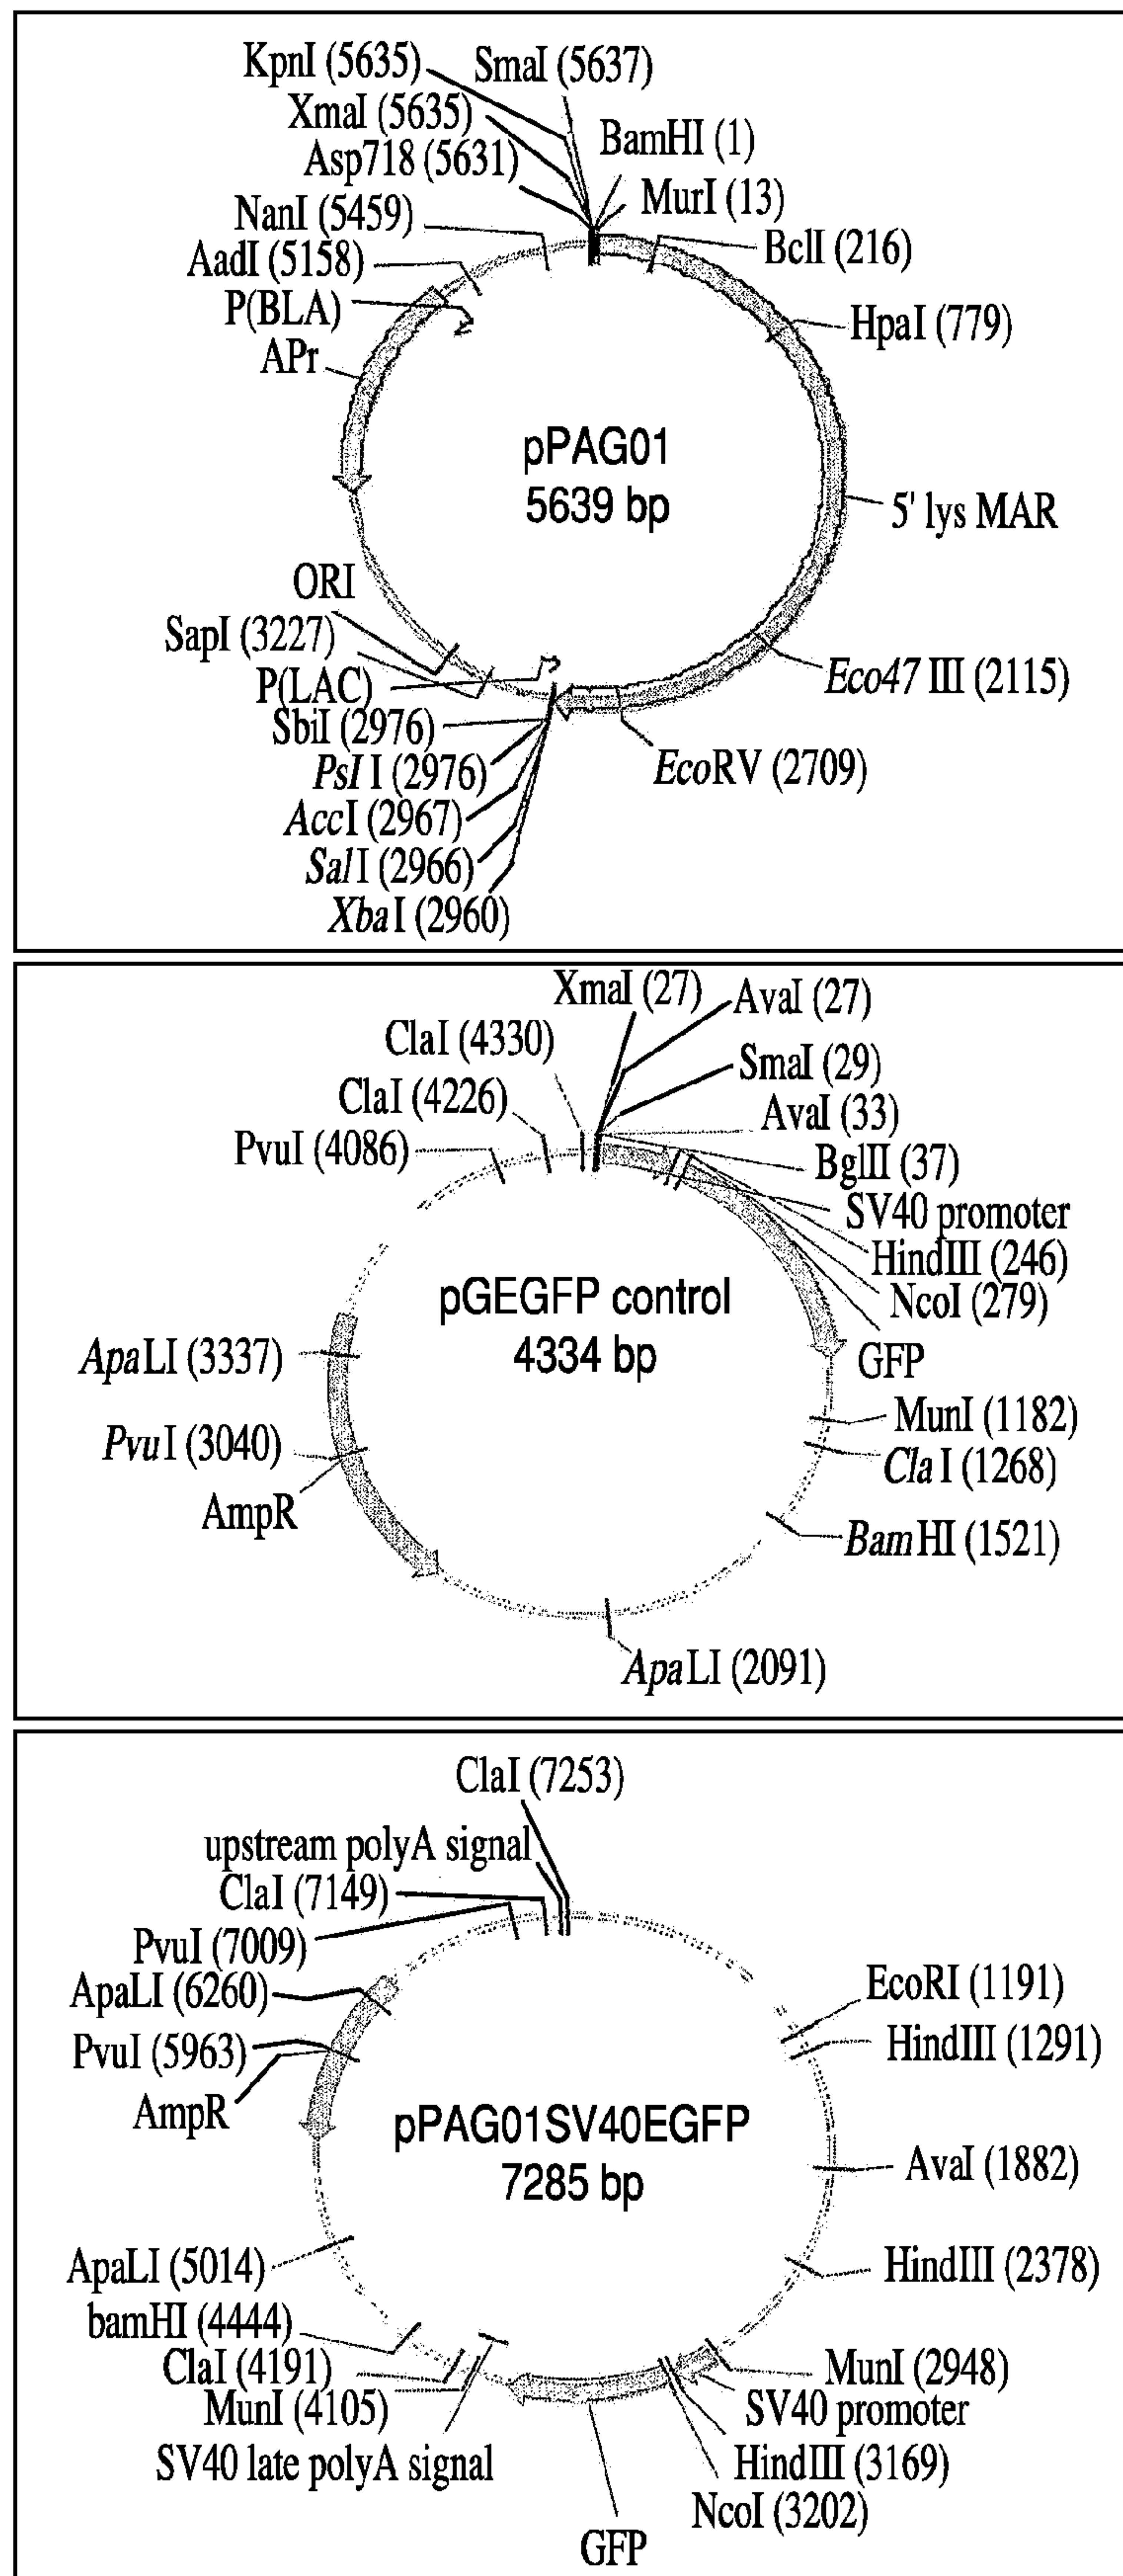 KpnI (5635)
SmaI (5637)
XmaI (5635)
BamHI (1)
Asp718 (5631)
MurI (13)
NanI (5459)
BclI (216)
AadI (5158)
P(BLA)
HpaI (779)
APr
pPAG01
5639 bp
5' lys MAR
ORI
SapI (3227)
P(LAC)
Eco47 III (2115)
SbiI (2976)
PsI I (2976)
EcoRV (2709)
AccI (2967)
SalI (2966)
XbaI (2960)
XmaI (27)
AvaI (27)
ClaI (4330)
SmaI (29)
ClaI (4226)
AvaI (33)
PvuI (4086)
BglII (37)
SV40 promoter
HindIII (246)
NcoI (279)
pGEGFP control
4334 bp
ApaLI (3337)
GFP
MunI (1182)
PvuI (3040)
ClaI (1268)
AmpR
BamHI (1521)
ApaLI (2091)
ClaI (7253)
upstream polyA signal
ClaI (7149)
PvuI (7009)
ApaLI (6260)
EcoRI (1191)
PvuI (5963)
HindIII (1291)
AmpR
pPAG01SV40EGFP
7285 bp
AvaI (1882)
ApaLI (5014)
HindIII (2378)
bamHI (4444)
ClaI (4191)
MunI (2948)
MunI (4105)
SV40 promoter
SV40 late polyA signal
HindIII (3169)
NcoI (3202)
GFP